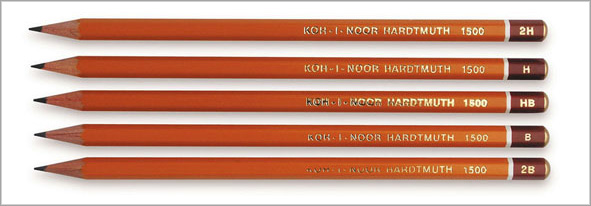 KOH-I-NOOR HARDTMUTH 1500 2H
KOH-I-NOOR HARDTMUTH 1500 H
KOH-I-NOOR HARDTMUTH 1500 HB
KOH-I-NOOR HARDTMUTH 1500 B
KOH-I-NOOR HARDTMUTH 1500 2B